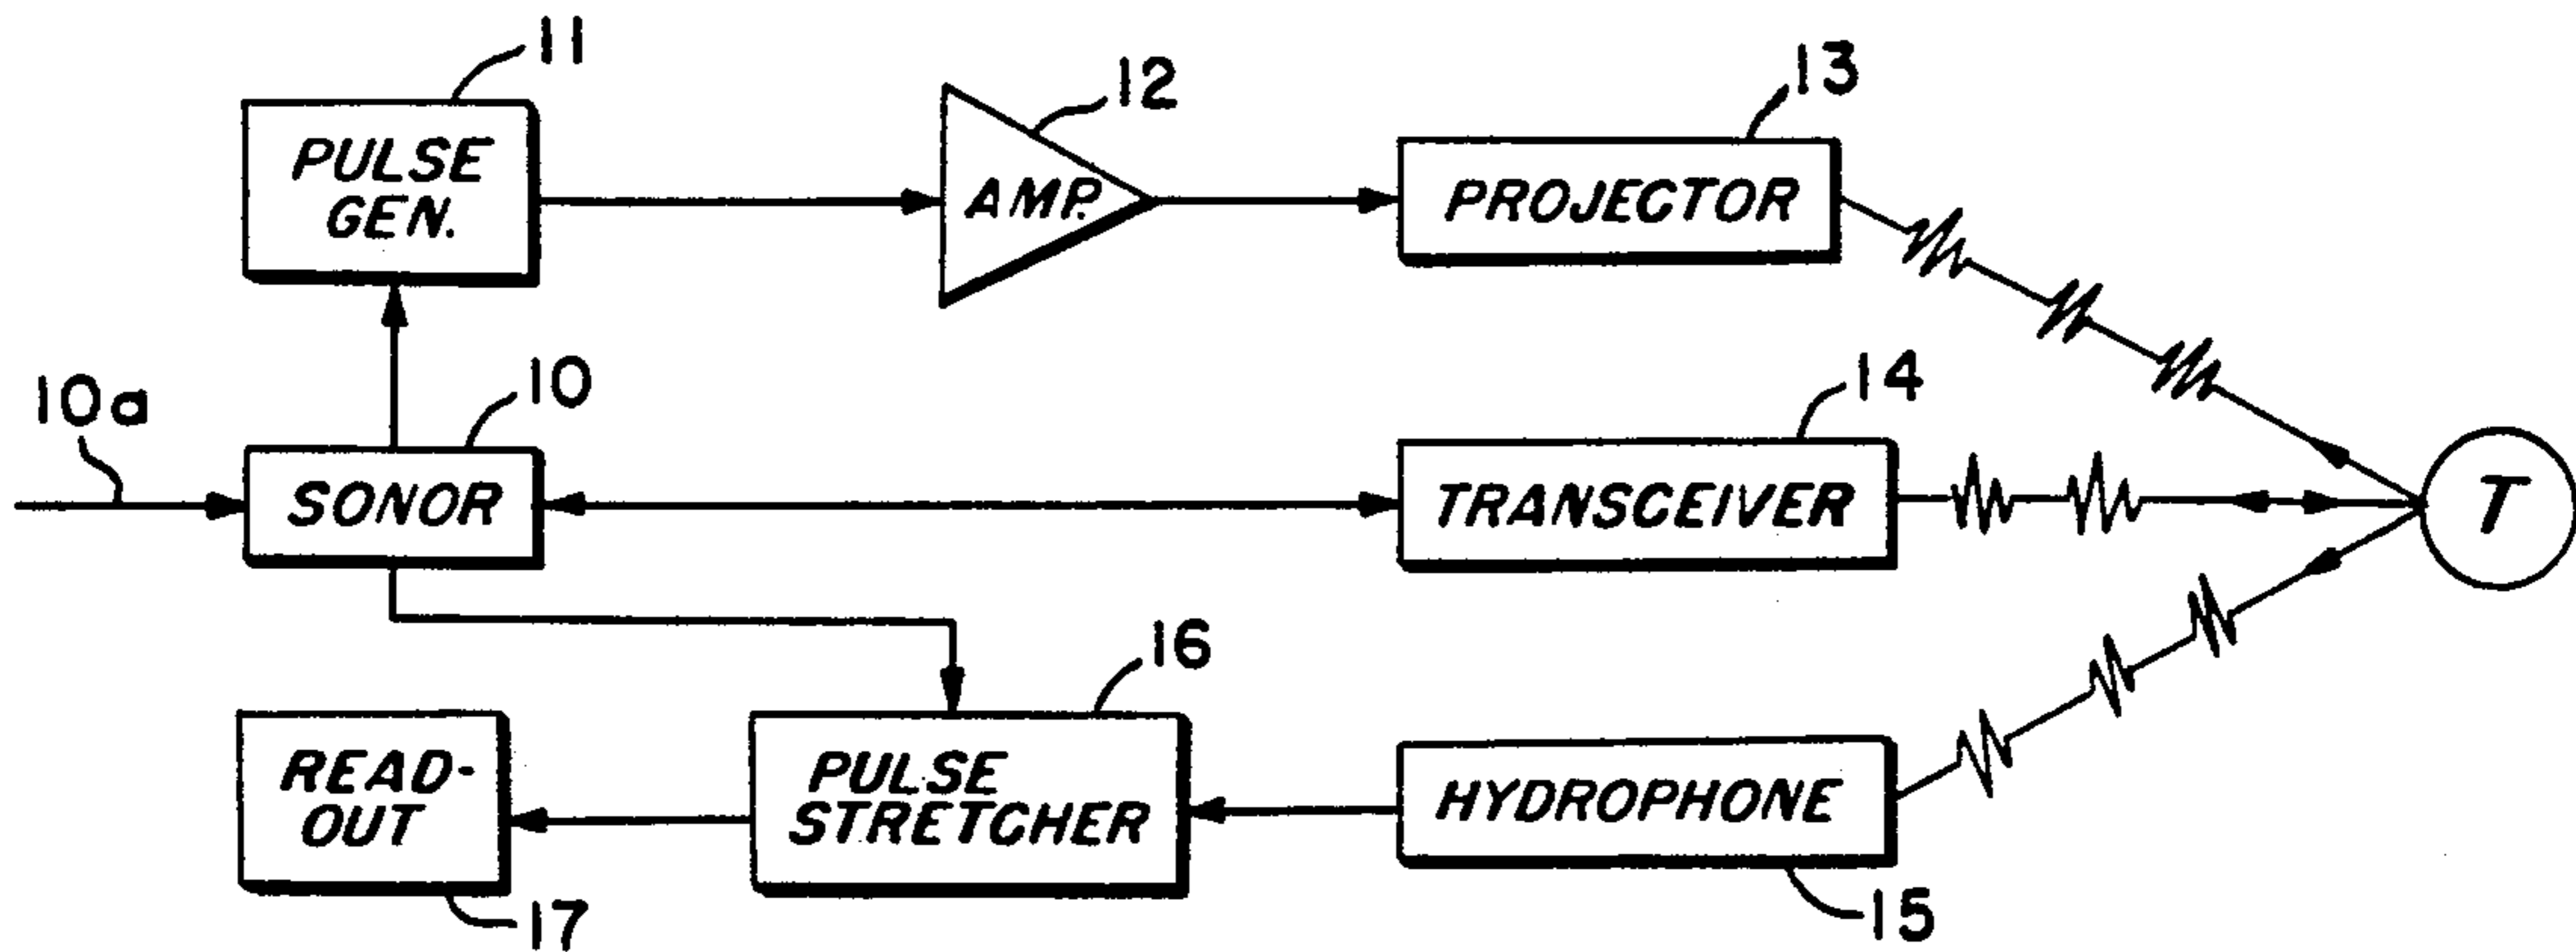 11
PULSE
GEN.
12
AMP.
13
PROJECTOR
10a
10
SONOR
14
TRANSCEIVER
T
16
PULSE
STRETCHER
READ-
OUT
17
HYDROPHONE
15